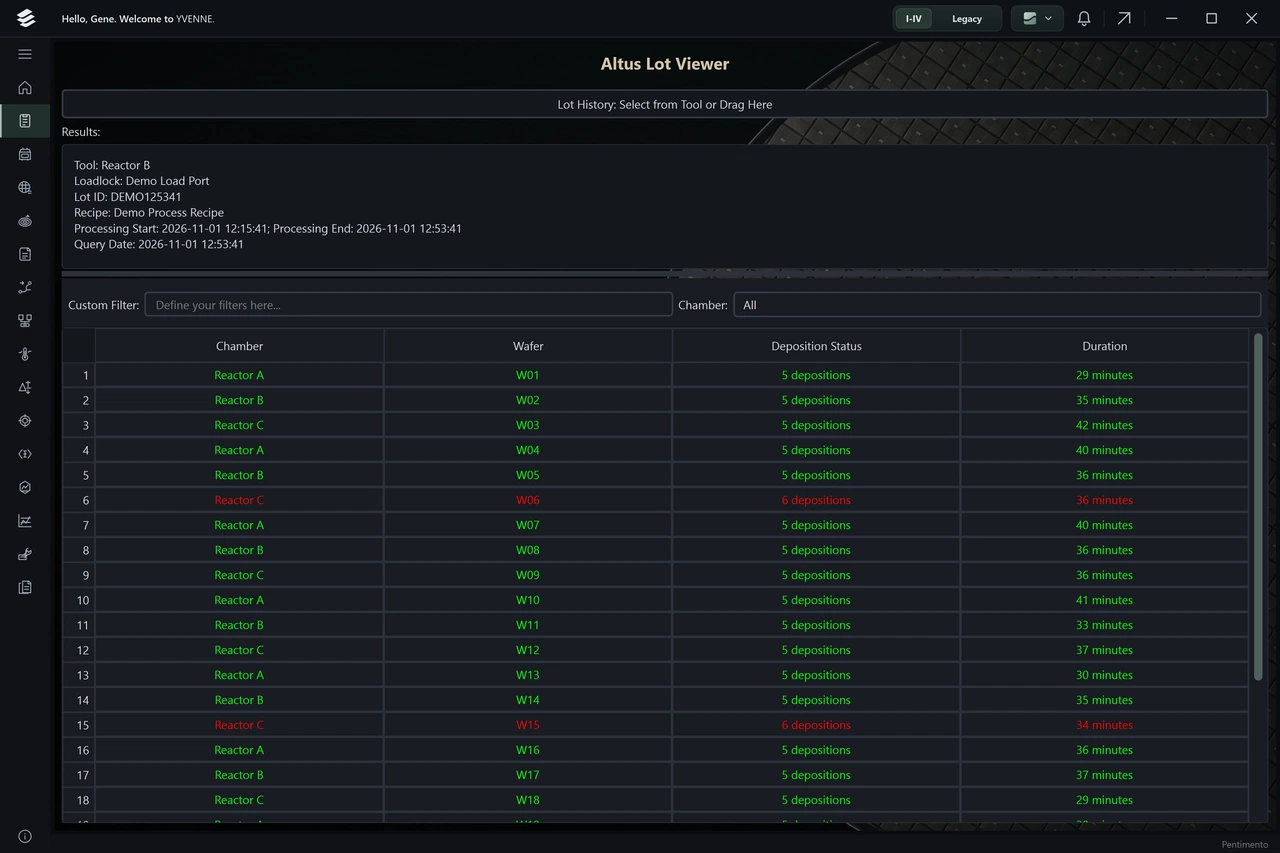 Hello, Gene. Welcome to YVENNE.
I-IV Legacy
Altus Lot Viewer
Lot History: Select from Tool or Drag Here
Results:
Tool: Reactor B
Loadlock: Demo Load Port
Lot ID: DEMO125341
Recipe: Demo Process Recipe
Processing Start: 2026-11-01 12:15:41; Processing End: 2026-11-01 12:53:41
Query Date: 2026-11-01 12:53:41
Custom Filter: Define your filters here... Chamber: All
Chamber Wafer Deposition Status Duration
1 Reactor A W01 5 depositions 29 minutes
2 Reactor B W02 5 depositions 35 minutes
3 Reactor C W03 5 depositions 42 minutes
4 Reactor A W04 5 depositions 40 minutes
5 Reactor B W05 5 depositions 36 minutes
6 Reactor C W06 6 depositions 36 minutes
7 Reactor A W07 5 depositions 40 minutes
8 Reactor B W08 5 depositions 36 minutes
9 Reactor C W09 5 depositions 36 minutes
10 Reactor A W10 5 depositions 41 minutes
11 Reactor B W11 5 depositions 33 minutes
12 Reactor C W12 5 depositions 37 minutes
13 Reactor A W13 5 depositions 30 minutes
14 Reactor B W14 5 depositions 35 minutes
15 Reactor C W15 6 depositions 34 minutes
16 Reactor A W16 5 depositions 36 minutes
17 Reactor B W17 5 depositions 37 minutes
18 Reactor C W18 5 depositions 29 minutes
Pentimento